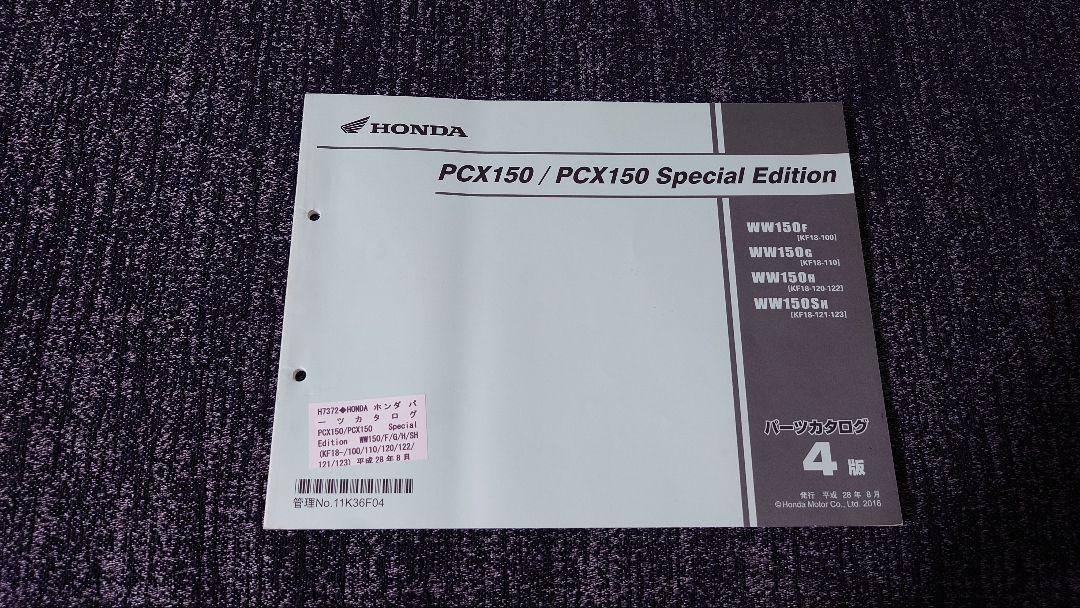 HONDA
PCX150 / PCX150 Special Edition
WW150F
[KF18-100]
WW150G
[KF18-110]
WW150H
[KF18-120-122]
WW150SH
[KF18-121-123]
パーツカタログ
4版
発行 平成 28 年 8 月
© Honda Motor Co., Ltd. 2016
H7372◆HONDA ホンダ パ
ーツカタログ
PCX150/PCX150 Special
Edition WW150/F/G/H/SH
(KF18-/100/110/120/122/
121/123) 平成28年8月
管理No.11K36F04